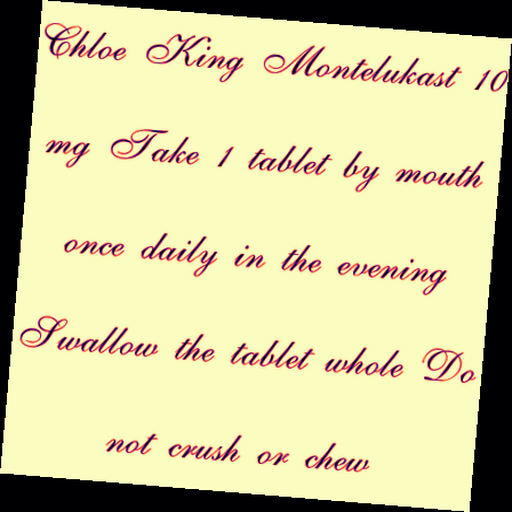 Chloe King Montelukast 10
mg Take 1 tablet by mouth
once daily in the evening
Swallow the tablet whole Do
not crush or chew